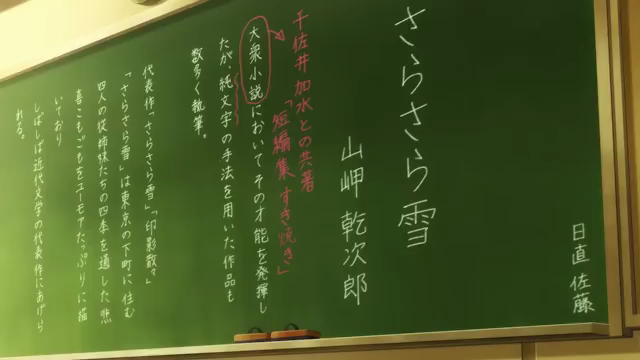 日直 佐藤
さらさら雪
山岬 乾次郎
千佐井加水との共著
「短編集 すき焼き」
大衆小説においてその才能を発揮し
たが、純文字の手法を用いた作品も
数多く執筆。
代表作「さらさら雪」「印影散々」
「さらさら雪」は東京の下町に住む
四人の従姉妹たちの四季を通した悲
喜こもごもをユーモアたっぷりに描
いており
しばしば近代文学の代表作にあげら
れる。